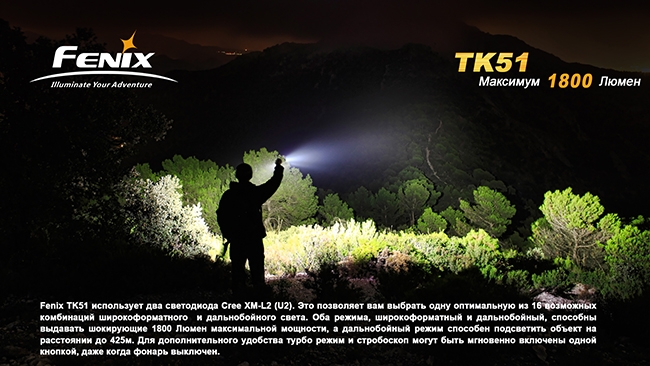 FENIX
Illuminate Your Adventure
TK51
Максимум 1800 Люмен
Fenix TK51 использует два светодиода Cree XM-L2 (U2). Это позволяет вам выбрать одну оптимальную из 16 возможных
комбинаций широкоформатного и дальнобойного света. Оба режима, широкоформатный и дальнобойный, способны
выдавать шокирующие 1800 Люмен максимальной мощности, а дальнобойный режим способен подсветить объект на
расстоянии до 425м. Для дополнительного удобства турбо режим и стробоскоп могут быть мгновенно включены одной
кнопкой, даже когда фонарь выключен.